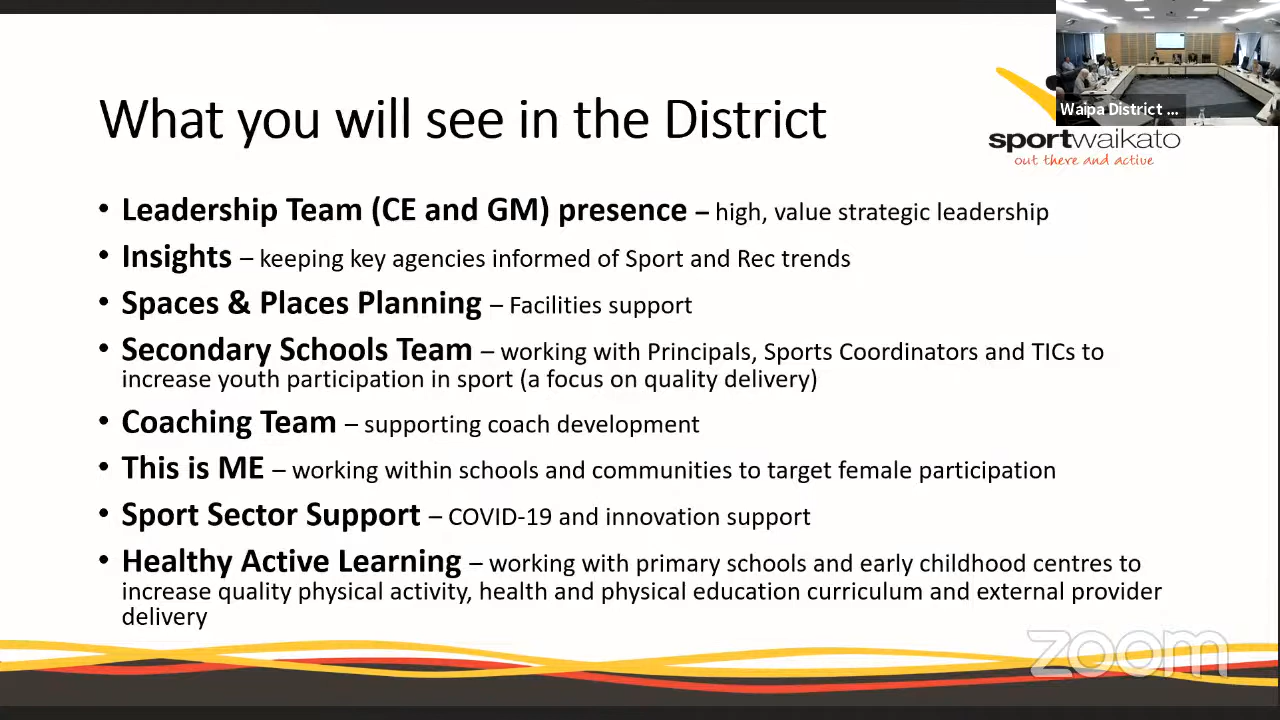 What you will see in the District
Waipa District ...
sportwaikato
out there and active
• Leadership Team (CE and GM) presence – high, value strategic leadership
• Insights – keeping key agencies informed of Sport and Rec trends
• Spaces & Places Planning – Facilities support
• Secondary Schools Team – working with Principals, Sports Coordinators and TICs to
increase youth participation in sport (a focus on quality delivery)
• Coaching Team – supporting coach development
• This is ME – working within schools and communities to target female participation
• Sport Sector Support – COVID-19 and innovation support
• Healthy Active Learning – working with primary schools and early childhood centres to
increase quality physical activity, health and physical education curriculum and external provider
delivery
zoom